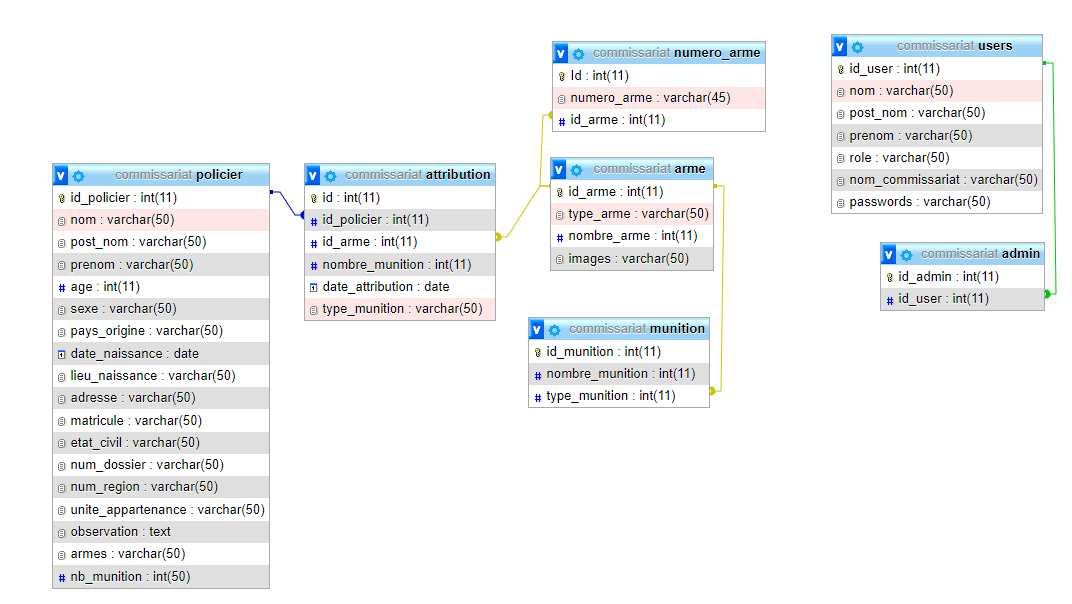 commissariat policier
id_policier : int(11)
nom : varchar(50)
post_nom : varchar(50)
prenom : varchar(50)
age : int(11)
sexe : varchar(50)
pays_origine : varchar(50)
date_naissance : date
lieu_naissance : varchar(50)
adresse : varchar(50)
matricule : varchar(50)
etat_civil : varchar(50)
num_dossier : varchar(50)
num_region : varchar(50)
unite_appartenance : varchar(50)
observation : text
armes : varchar(50)
nb_munition : int(50)
commissariat attribution
id : int(11)
id_policier : int(11)
id_arme : int(11)
nombre_munition : int(11)
date_attribution : date
type_munition : varchar(50)
commissariat numero_arme
Id : int(11)
numero_arme : varchar(45)
id_arme : int(11)
commissariat arme
id_arme : int(11)
type_arme : varchar(50)
nombre_arme : int(11)
images : varchar(50)
commissariat munition
id_munition : int(11)
nombre_munition : int(11)
type_munition : int(11)
commissariat users
id_user : int(11)
nom : varchar(50)
post_nom : varchar(50)
prenom : varchar(50)
role : varchar(50)
nom_commissariat : varchar(50)
passwords : varchar(50)
commissariat admin
id_admin : int(11)
id_user : int(11)